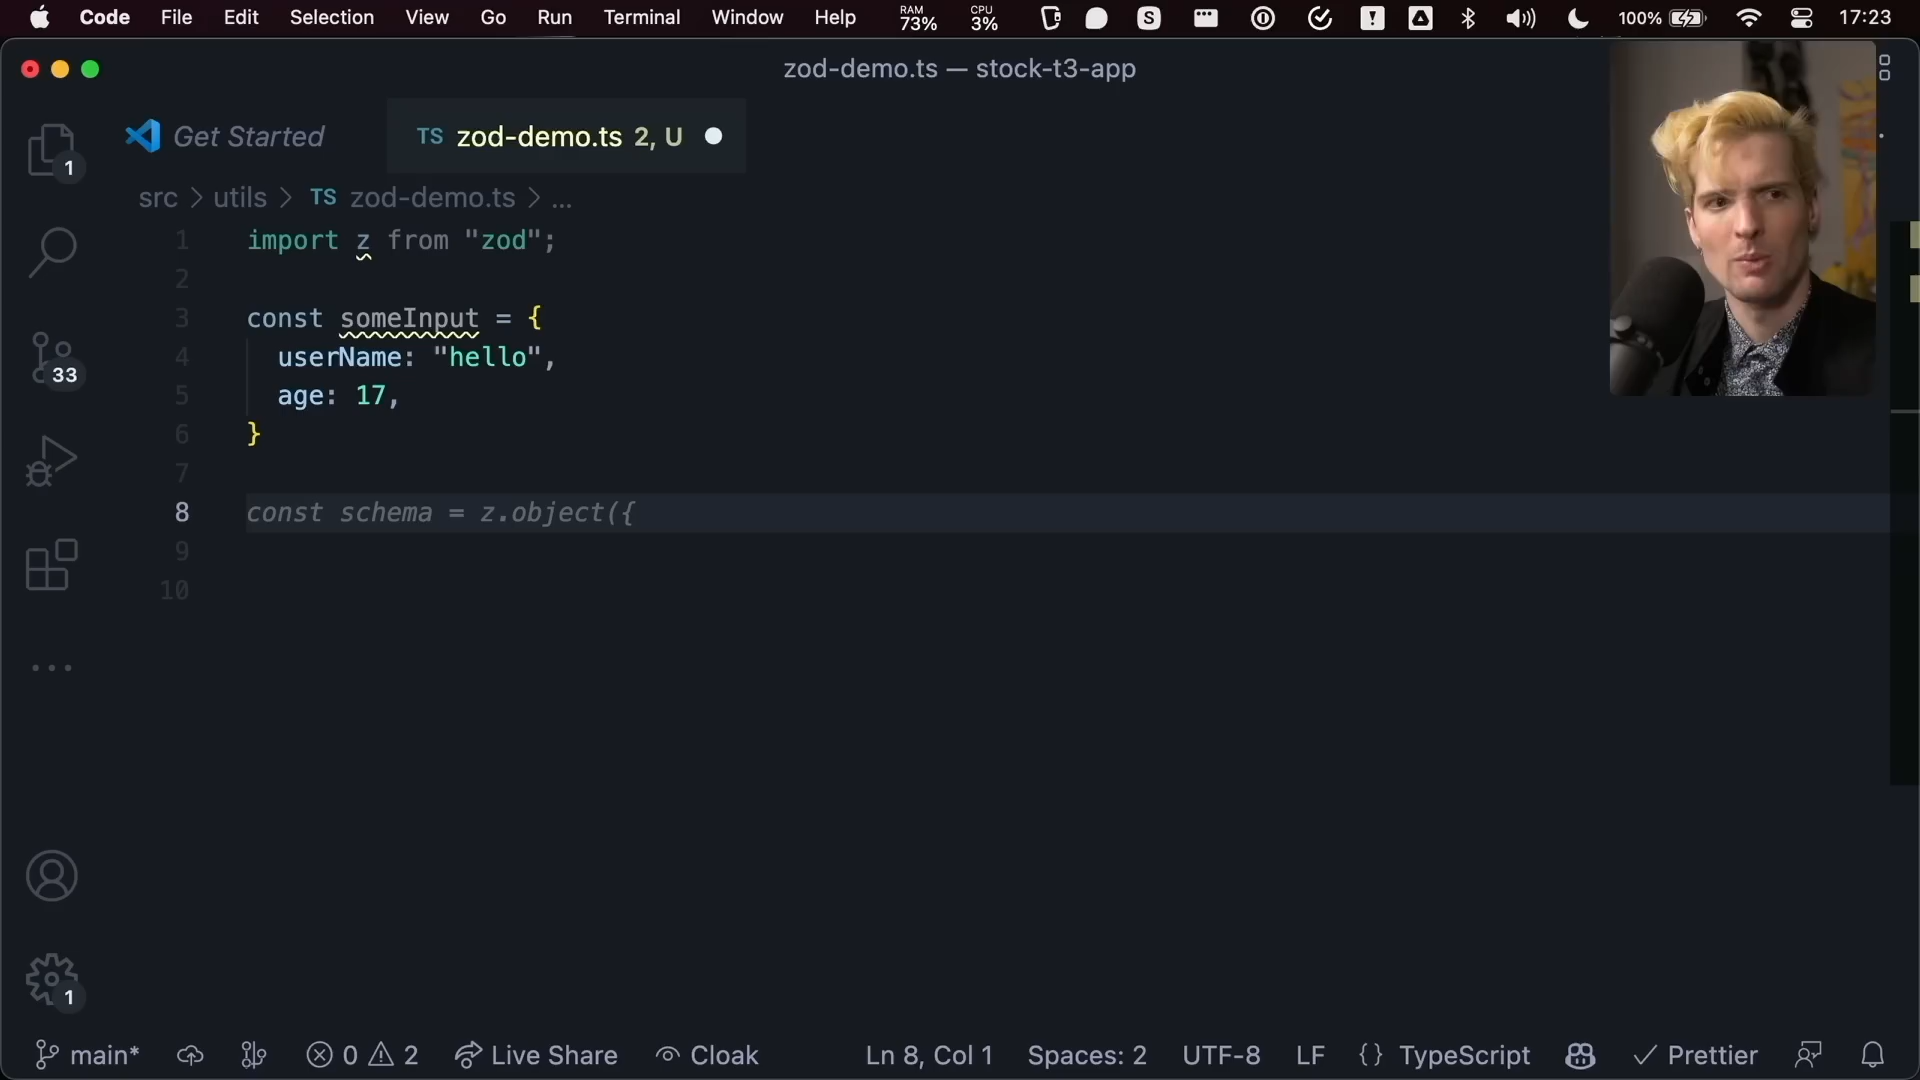 Code File Edit Selection View Go Run Terminal Window Help RAM 73% CPU 3% S 100% 17:23
zod-demo.ts — stock-t3-app
Get Started TS zod-demo.ts 2, U
src > utils > TS zod-demo.ts > ...
1 import z from "zod";
2
3 const someInput = {
4 userName: "hello",
5 age: 17,
6 }
7
8 const schema = z.object({
9
10
1
33
1
main* 0 2 Live Share Cloak Ln 8, Col 1 Spaces: 2 UTF-8 LF {} TypeScript Prettier